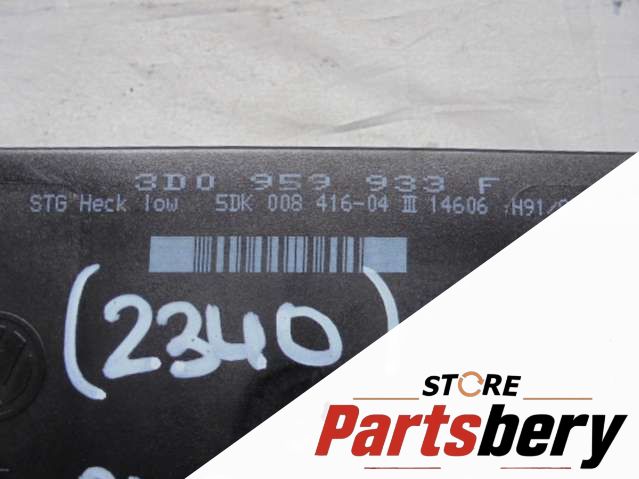 3D0 959 933 F
STG Heck low 5DK 008 416-04 III 14606
(2340)
STORE
Partsbery